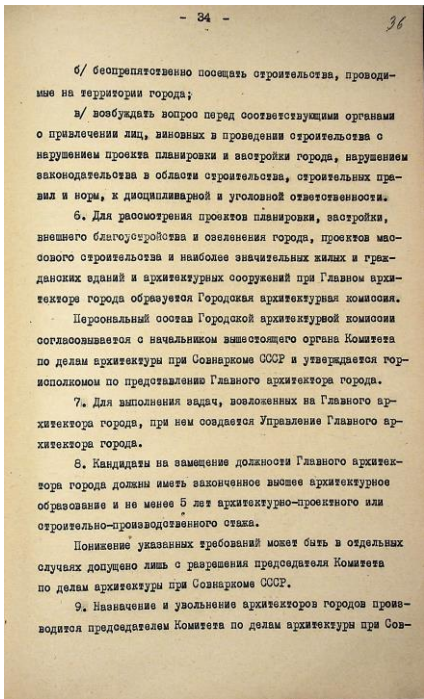 - 34 -
36
б/ беспрепятственно посещать строительства, проводи-
мые на территории города;
в/ возбуждать вопрос перед соответствующими органами
о привлечении лиц, виновных в проведении строительства с
нарушением проекта планировки и застройки города, нарушением
законодательства в области строительства, строительных пра-
вил и норм, к дисциплинарной и уголовной ответственности.
6. Для рассмотрения проектов планировки, застройки,
внешнего благоустройства и озеленения города, проектов мас-
сового строительства и наиболее значительных жилых и граж-
данских зданий и архитектурных сооружений при Главном архи-
текторе города образуется Городская архитектурная комиссия.
Персональный состав Городской архитектурной комиссии
согласовывается с начальником вышестоящего органа Комитета
по делам архитектуры при Совнаркоме СССР и утверждается гор-
исполкомом по представлению Главного архитектора города.
7. Для выполнения задач, возложенных на Главного ар-
хитектора города, при нем создается Управление Главного ар-
хитектора города.
8. Кандидаты на замещение должности Главного архитек-
тора города должны иметь законченное высшее архитектурное
образование и не менее 5 лет архитектурно-проектного или
строительно-производственного стажа.
Понижение указанных требований может быть в отдельных
случаях допущено лишь с разрешения председателя Комитета
по делам архитектуры при Совнаркоме СССР.
9. Назначение и увольнение архитекторов городов произ-
водится председателем Комитета по делам архитектуры при Сов-